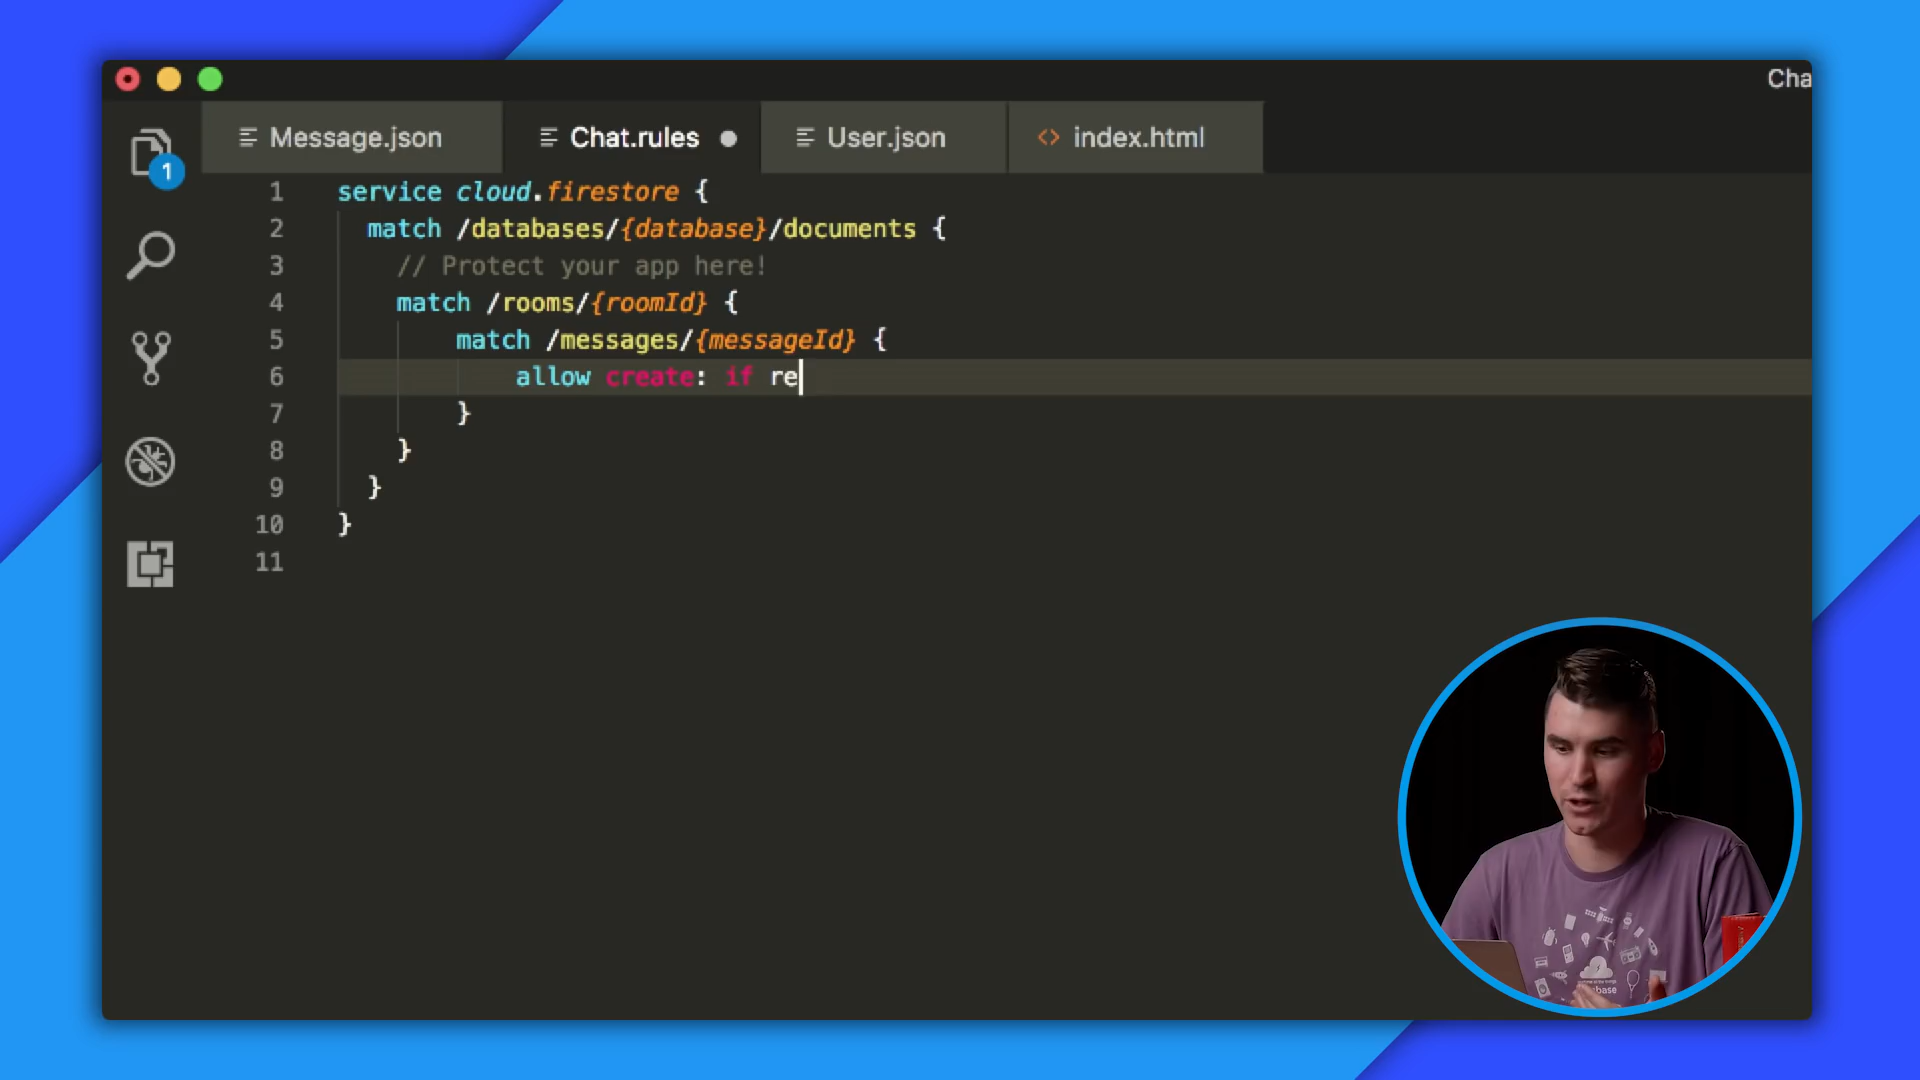 Cha
Message.json
Chat.rules
User.json
index.html
1
1 service cloud.firestore {
2 match /databases/{database}/documents {
3 // Protect your app here!
4 match /rooms/{roomId} {
5 match /messages/{messageId} {
6 allow create: if re
7 }
8 }
9 }
10 }
11